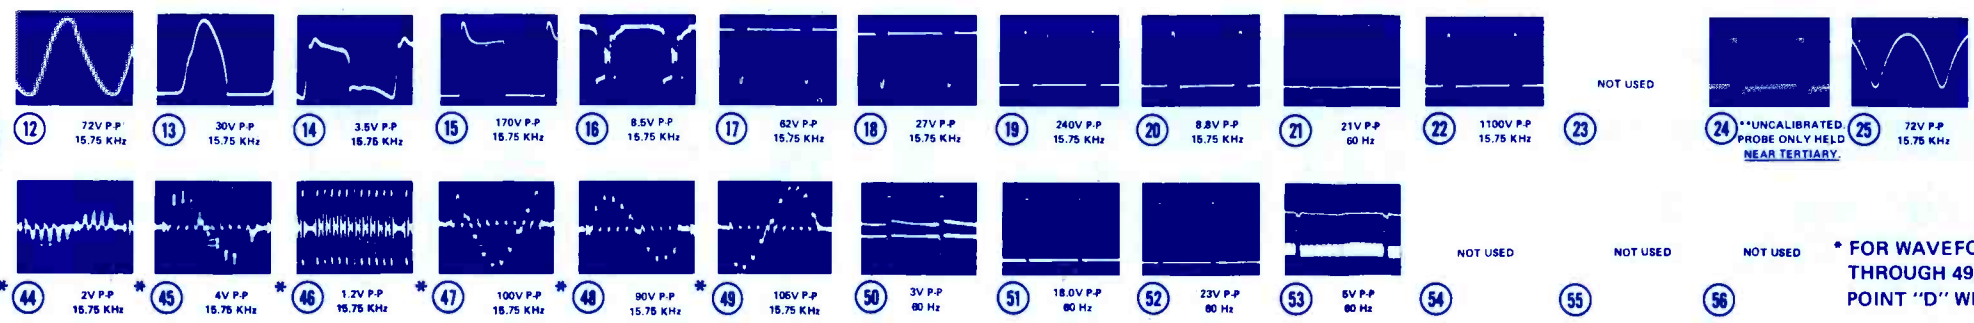 NOT USED
12 72V P-P
15.75 KHz
13 30V P-P
15.75 KHz
14 3.5V P-P
15.75 KHz
15 170V P-P
15.75 KHz
16 8.5V P-P
15.75 KHz
17 62V P-P
15.75 KHz
18 27V P-P
15.75 KHz
19 240V P-P
15.75 KHz
20 8.8V P-P
15.75 KHz
21 21V P-P
60 Hz
22 1100V P-P
15.75 KHz
23
24 **UNCALIBRATED.
PROBE ONLY HELD
NEAR TERTIARY.
25 72V P-P
15.75 KHz
* 44 2V P-P
15.75 KHz
* 45 4V P-P
15.75 KHz
* 46 1.2V P-P
15.75 KHz
* 47 100V P-P
15.75 KHz
* 48 90V P-P
15.75 KHz
* 49 105V P-P
15.75 KHz
50 3V P-P
60 Hz
51 18.0V P-P
60 Hz
52 23V P-P
60 Hz
53 5V P-P
60 Hz
NOT USED
54
NOT USED
55
NOT USED
56
* FOR WAVEFO
THROUGH 49
POINT "D" WI